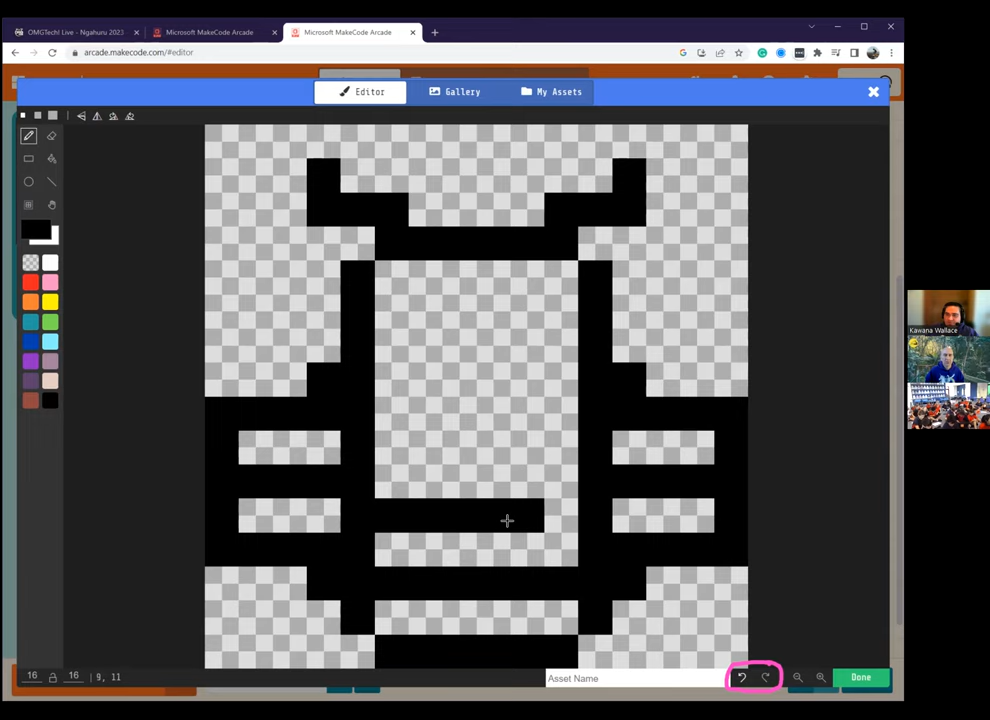 OMGTech! Live - Ngahuru 2023
Microsoft MakeCode Arcade
Microsoft MakeCode Arcade
arcade.makecode.com/#editor
Editor
Gallery
My Assets
Kawana Wallace
16
16
9, 11
Asset Name
Done